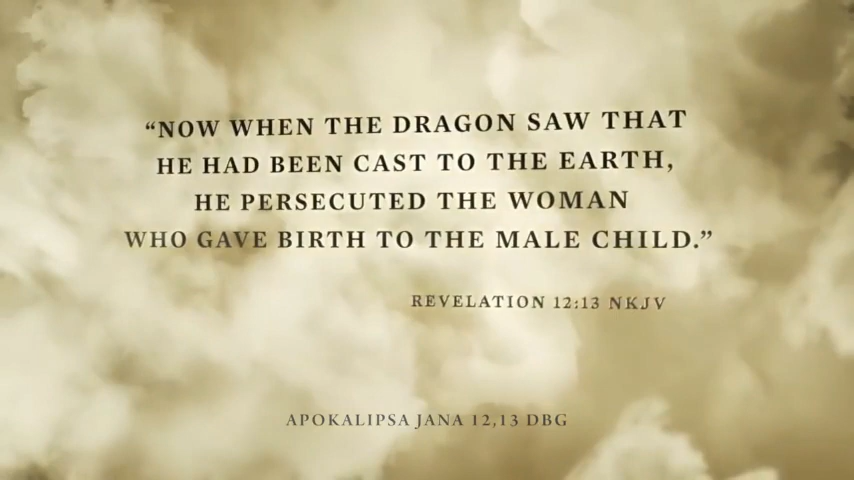 “NOW WHEN THE DRAGON SAW THAT
HE HAD BEEN CAST TO THE EARTH,
HE PERSECUTED THE WOMAN
WHO GAVE BIRTH TO THE MALE CHILD.”
REVELATION 12:13 NKJV
APOKALIPSA JANA 12,13 DBG